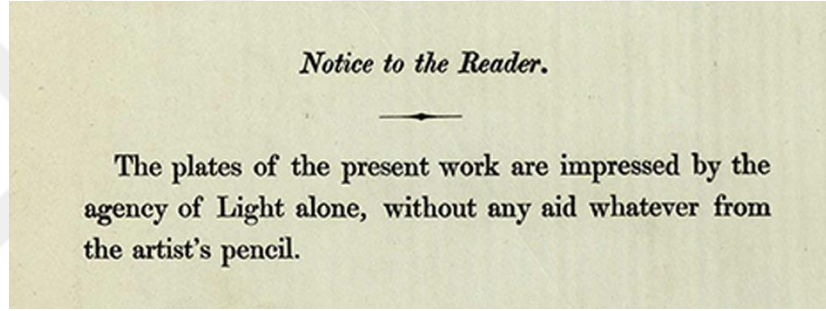 Notice to the Reader.
The plates of the present work are impressed by the
agency of Light alone, without any aid whatever from
the artist's pencil.